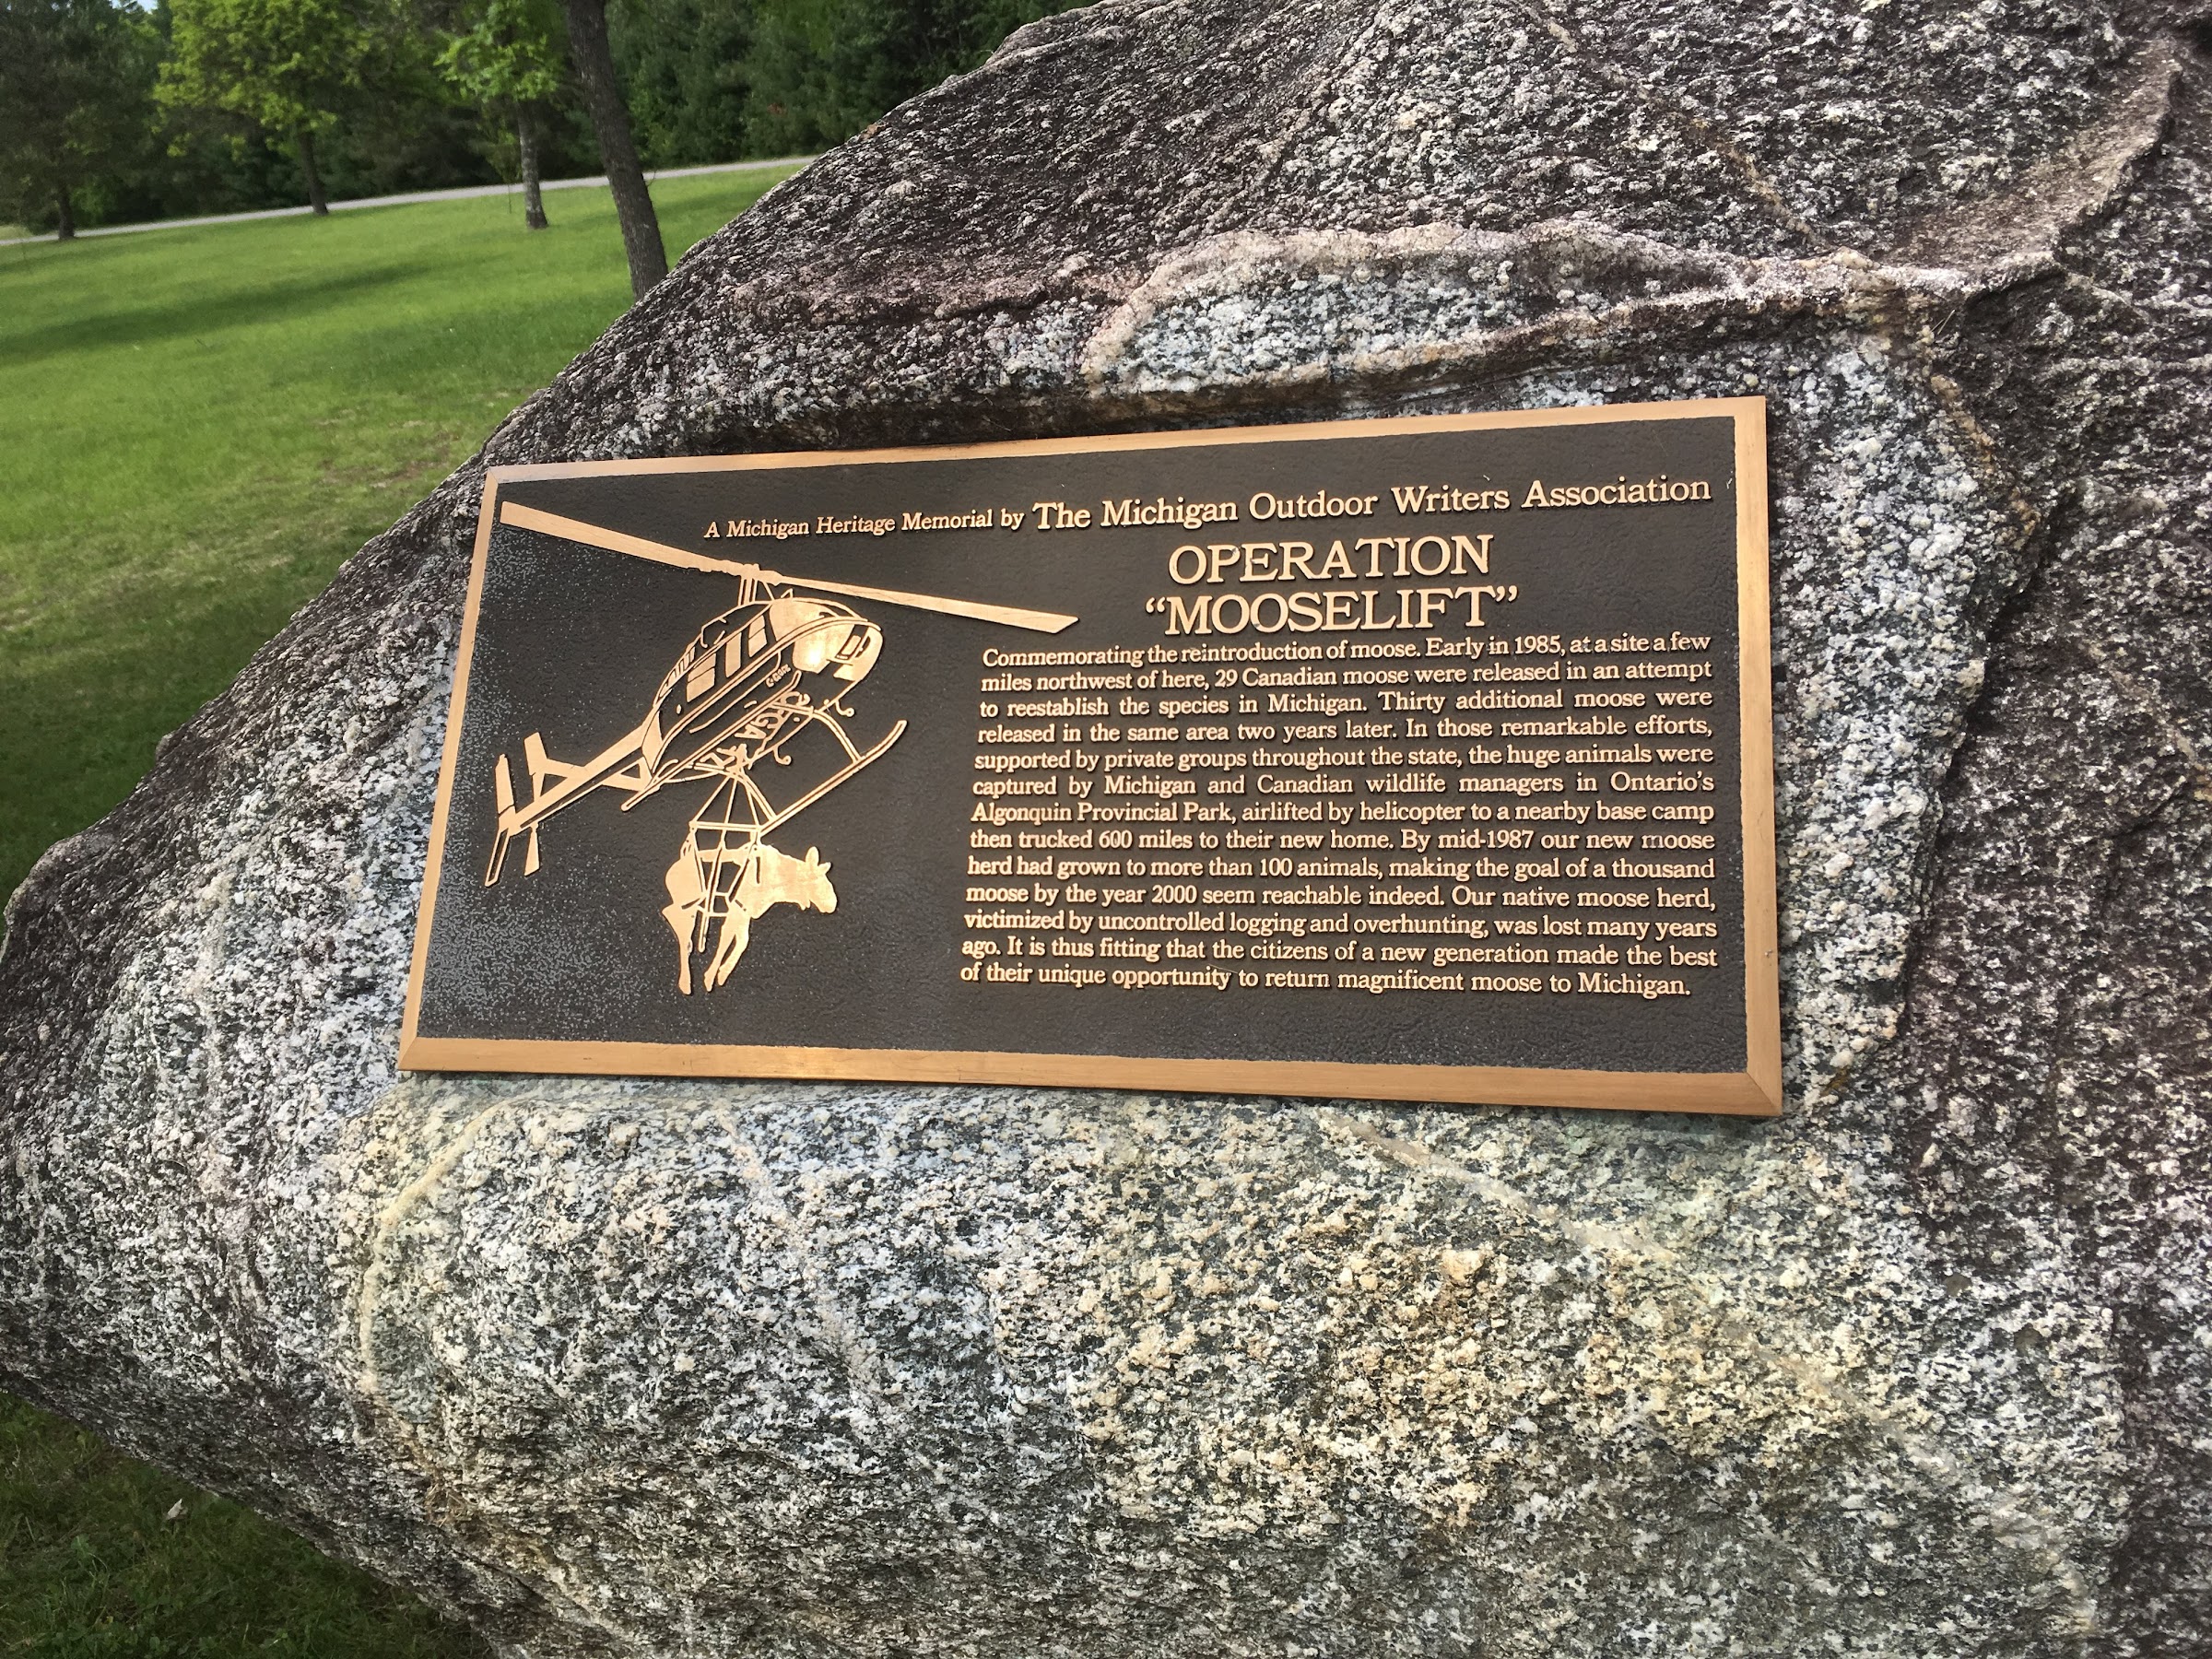 A Michigan Heritage Memorial by The Michigan Outdoor Writers Association
OPERATION
“MOOSELIFT”
Commemorating the reintroduction of moose. Early in 1985, at a site a few
miles northwest of here, 29 Canadian moose were released in an attempt
to reestablish the species in Michigan. Thirty additional moose were
released in the same area two years later. In those remarkable efforts,
supported by private groups throughout the state, the huge animals were
captured by Michigan and Canadian wildlife managers in Ontario's
Algonquin Provincial Park, airlifted by helicopter to a nearby base camp
then trucked 600 miles to their new home. By mid-1987 our new moose
herd had grown to more than 100 animals, making the goal of a thousand
moose by the year 2000 seem reachable indeed. Our native moose herd,
victimized by uncontrolled logging and overhunting, was lost many years
ago. It is thus fitting that the citizens of a new generation made the best
of their unique opportunity to return magnificent moose to Michigan.